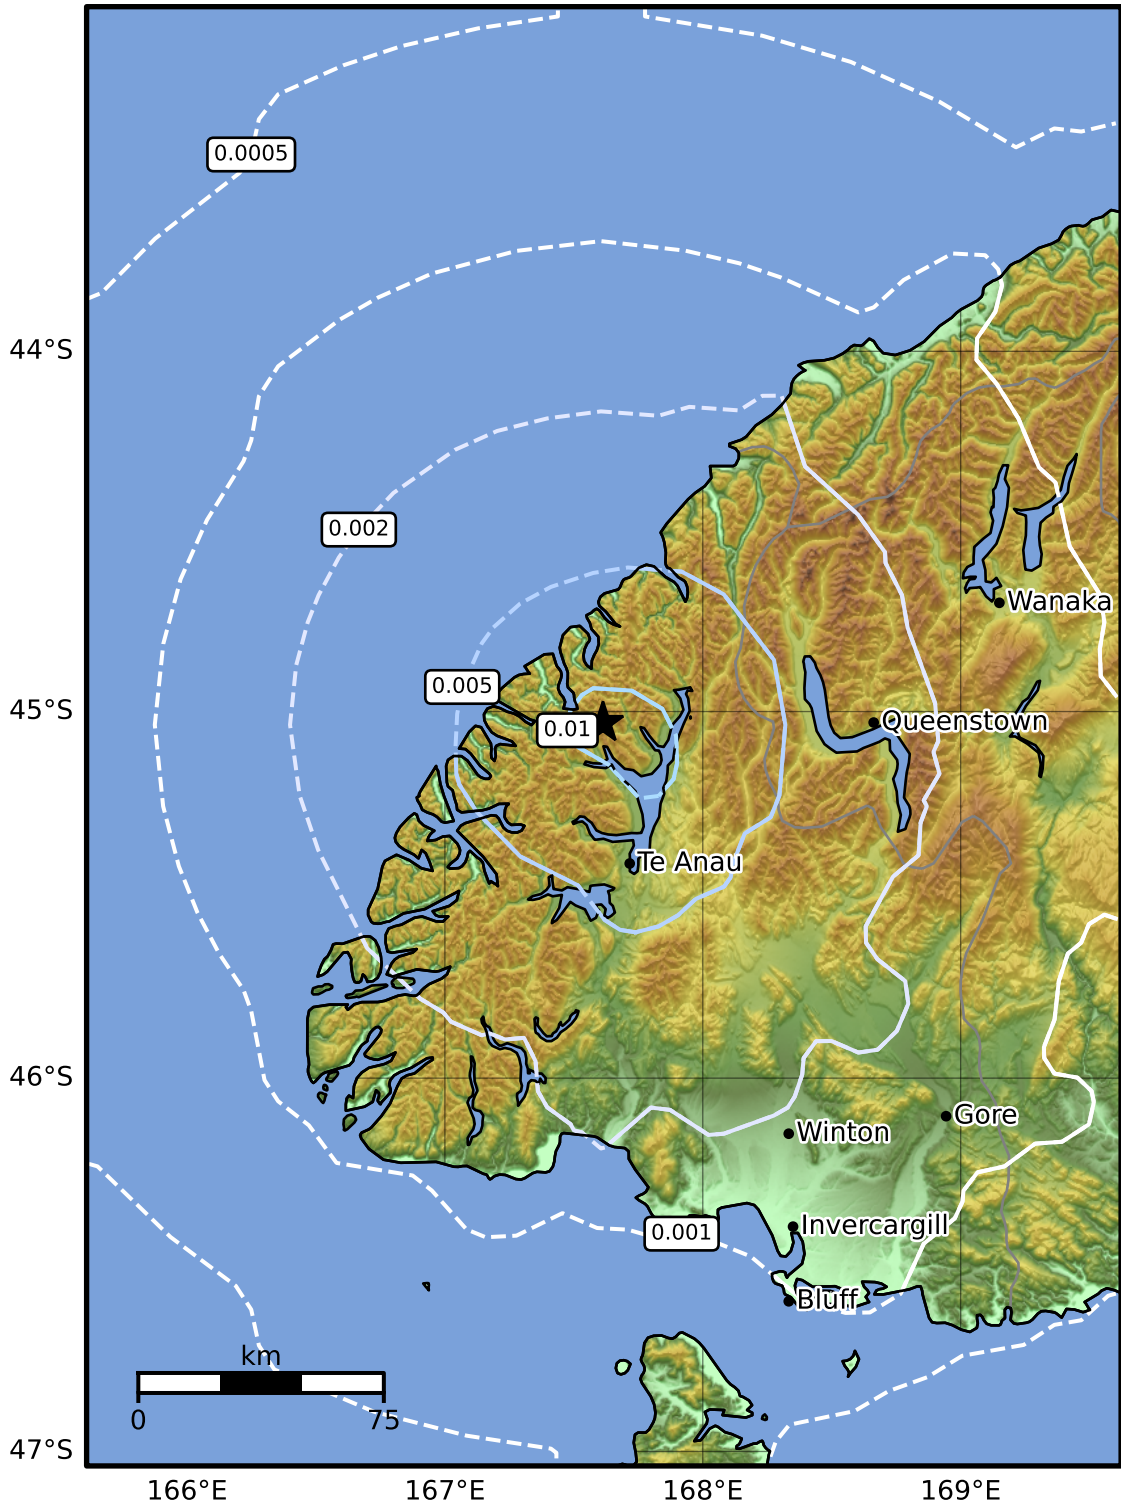 0.0005
44°S
0.002
Wanaka
0.005
45°S
Queenstown
0.01
Te Anau
46°S
Gore
Winton
Invercargill
0.001
Bluff
km
0
75
47°S
166°E
167°E
168°E
169°E